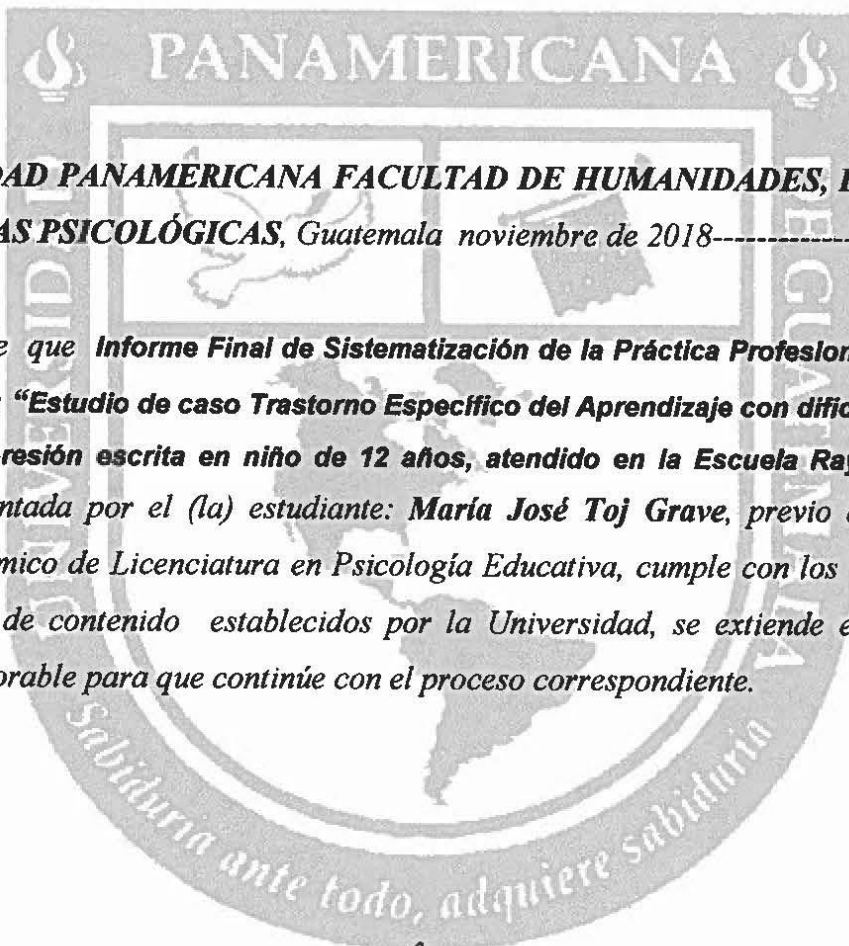 PANAMERICANA
DAD PANAMERICANA FACULTAD DE HUMANIDADES,
AS PSICOLÓGICAS, Guatemala noviembre de 2018--------------
e que Informe Final de Sistematización de la Práctica Profesion
“Estudio de caso Trastorno Específico del Aprendizaje con dific
resión escrita en niño de 12 años, atendido en la Escuela Ray
ntada por el (la) estudiante: María José Toj Grave, previo
mico de Licenciatura en Psicología Educativa, cumple con los
de contenido establecidos por la Universidad, se extiende e
orable para que continúe con el proceso correspondiente.
UNIVERSIDAD
DE GUATEMALA
Sabiduría ante todo, adquiere sabiduría